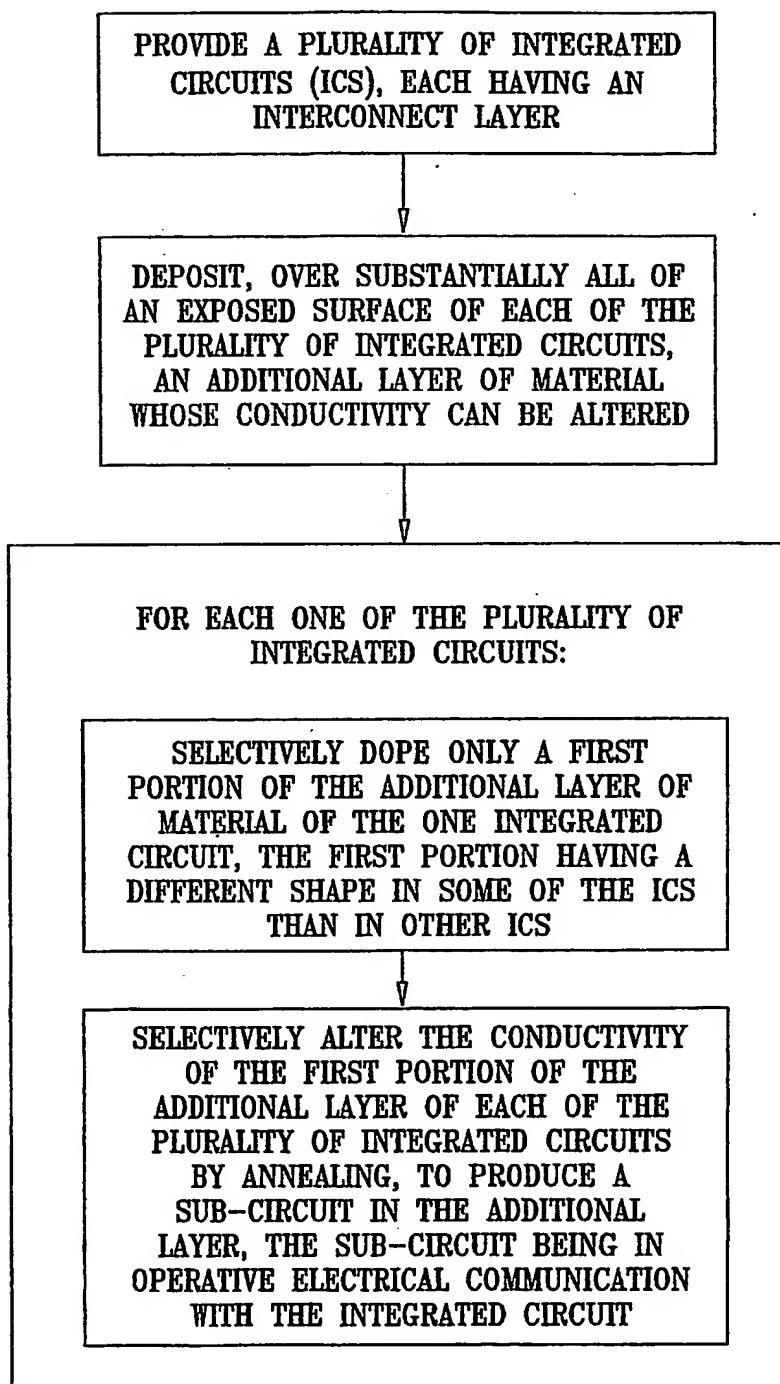 PROVIDE A PLURALITY OF INTEGRATED
CIRCUITS (ICS), EACH HAVING AN
INTERCONNECT LAYER
DEPOSIT, OVER SUBSTANTIALLY ALL OF
AN EXPOSED SURFACE OF EACH OF THE
PLURALITY OF INTEGRATED CIRCUITS,
AN ADDITIONAL LAYER OF MATERIAL
WHOSE CONDUCTIVITY CAN BE ALTERED
FOR EACH ONE OF THE PLURALITY OF
INTEGRATED CIRCUITS:
SELECTIVELY DOPE ONLY A FIRST
PORTION OF THE ADDITIONAL LAYER OF
MATERIAL OF THE ONE INTEGRATED
CIRCUIT, THE FIRST PORTION HAVING A
DIFFERENT SHAPE IN SOME OF THE ICS
THAN IN OTHER ICS
SELECTIVELY ALTER THE CONDUCTIVITY
OF THE FIRST PORTION OF THE
ADDITIONAL LAYER OF EACH OF THE
PLURALITY OF INTEGRATED CIRCUITS
BY ANNEALING, TO PRODUCE A
SUB-CIRCUIT IN THE ADDITIONAL
LAYER, THE SUB-CIRCUIT BEING IN
OPERATIVE ELECTRICAL COMMUNICATION
WITH THE INTEGRATED CIRCUIT